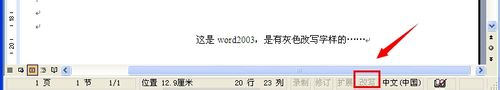 这是 word2003，是有灰色改写字样的……
1 页 1 节 1/1 位置 12.9厘米 20 行 23 列 录制 修订 扩展 改写 中文(中国)